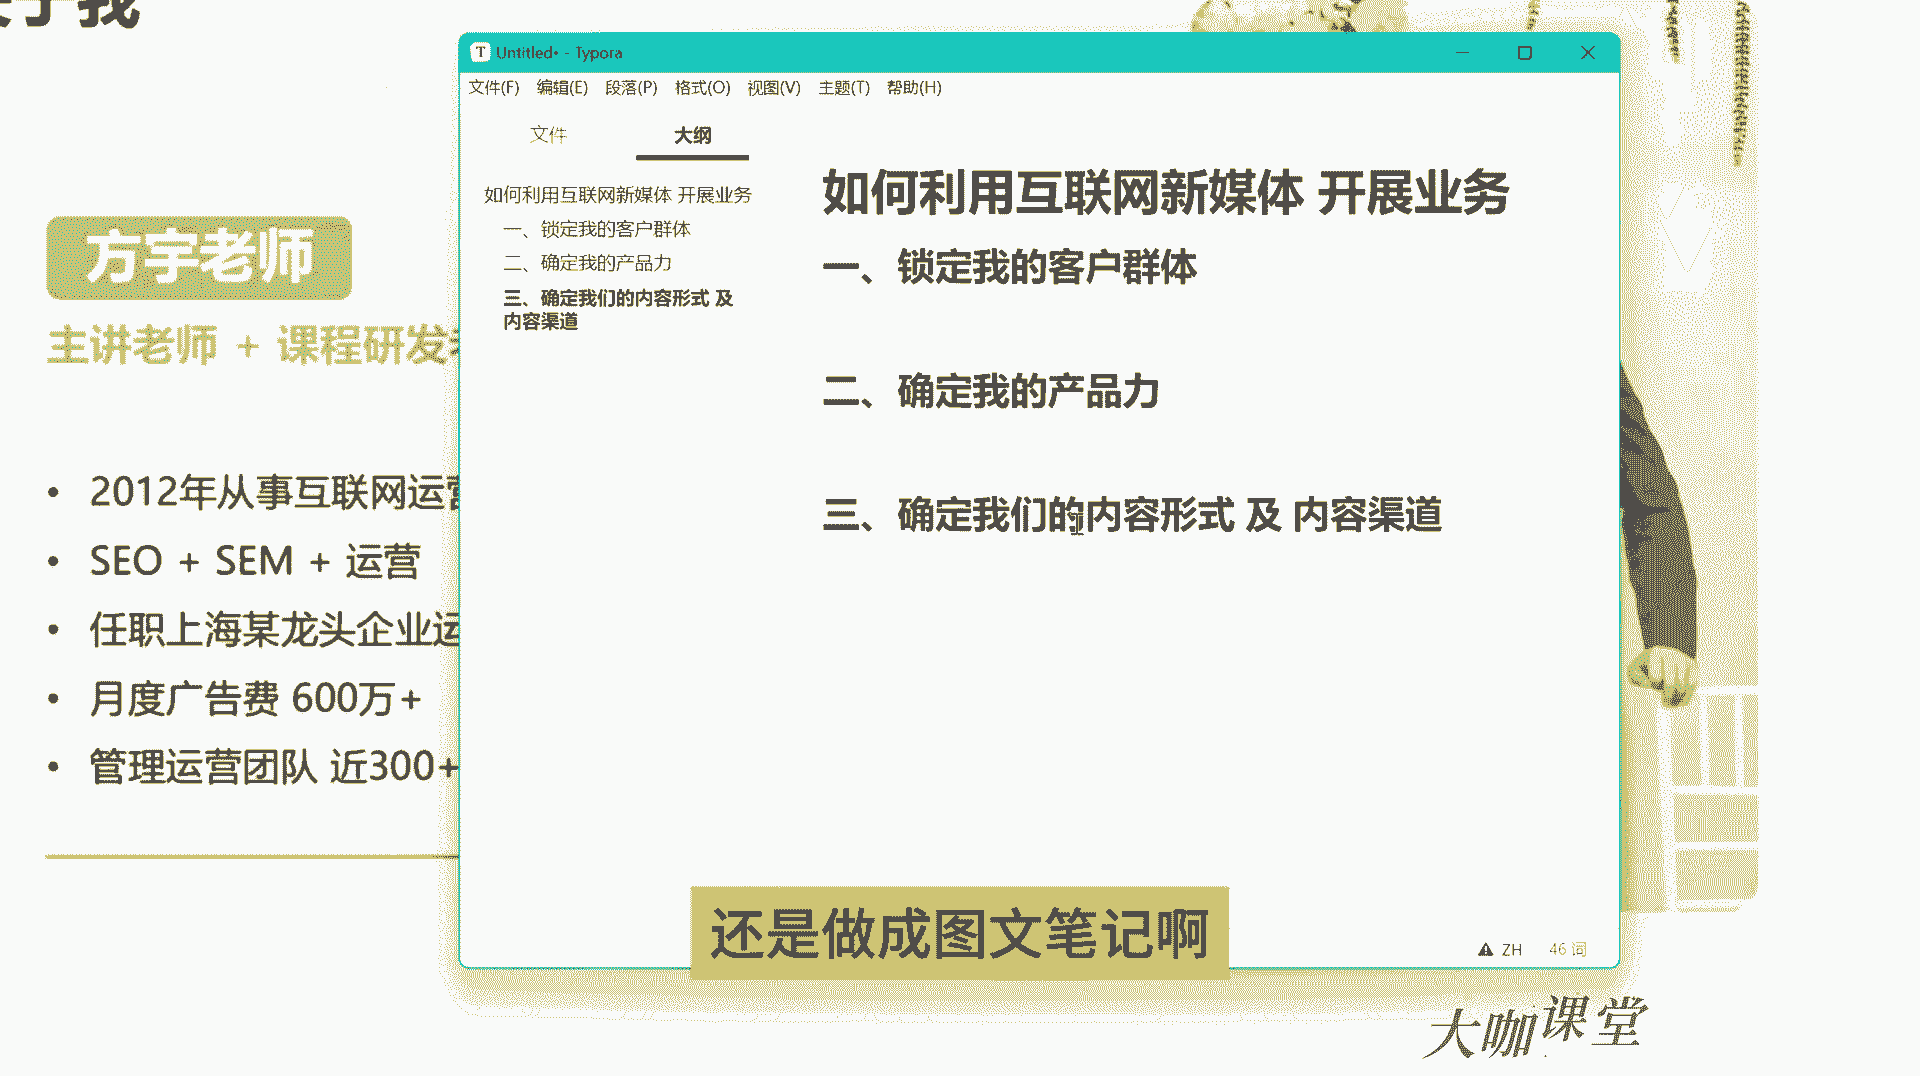 我
方宇老师
主讲老师 + 课程研发
2012年从事互联网运营
SEO + SEM + 运营
任职上海某龙头企业运
月度广告费 600万+
管理运营团队 近300+
Untitled• - Typora
文件(F) 编辑(E) 段落(P) 格式(O) 视图(V) 主题(T) 帮助(H)
文件 大纲
如何利用互联网新媒体 开展业务
一、锁定我的客户群体
二、确定我的产品力
三、确定我们的内容形式 及
内容渠道
如何利用互联网新媒体 开展业务
一、锁定我的客户群体
二、确定我的产品力
三、确定我们的内容形式 及 内容渠道
还是做成图文笔记啊
ZH 46 词
大咖课堂